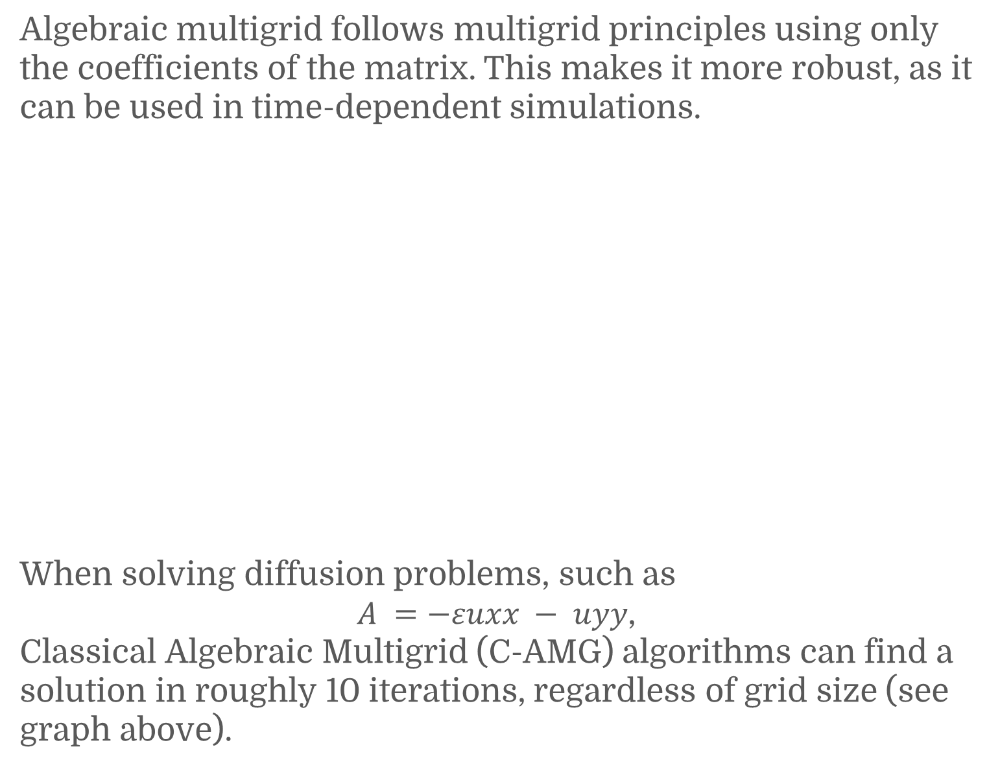 Algebraic multigrid follows multigrid principles using only
the coefficients of the matrix. This makes it more robust, as it
can be used in time-dependent simulations.
When solving diffusion problems, such as
A = −εuxx − uyy,
Classical Algebraic Multigrid (C-AMG) algorithms can find a
solution in roughly 10 iterations, regardless of grid size (see
graph above).